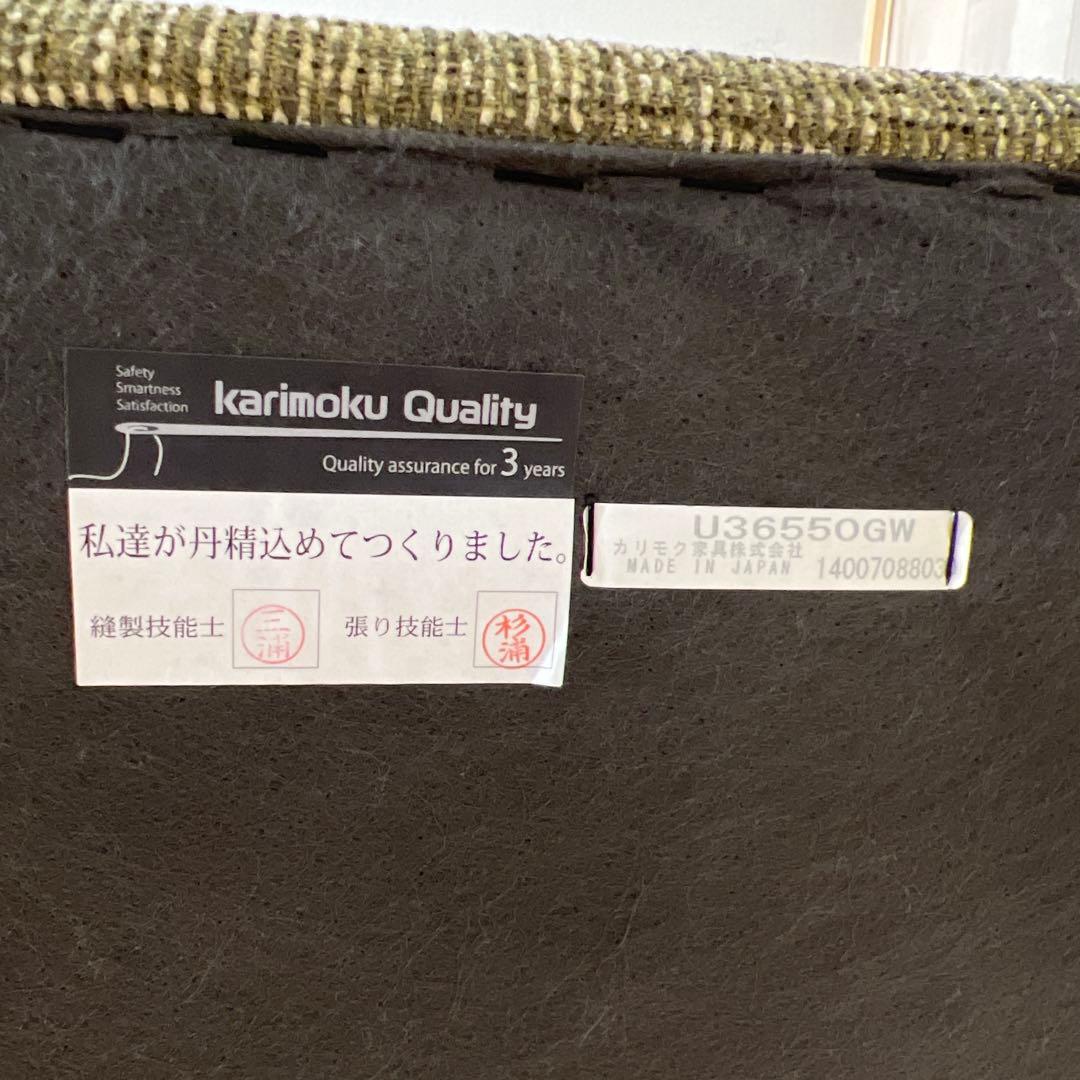 Safety
Smartness
Satisfaction
karimoku Quality
Quality assurance for 3 years
私達が丹精込めてつくりました。
縫製技能士 三浦 張り技能士 杉浦
U36550GW
カリモク家具株式会社
MADE IN JAPAN 1400708803